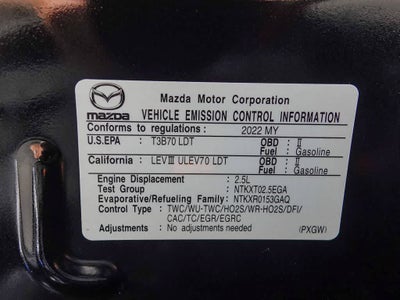 Mazda Motor Corporation
mazda
VEHICLE EMISSION CONTROL INFORMATION
Conforms to regulations : 2022 MY
U.S.EPA : T3B70 LDT OBD : II
Fuel : Gasoline
California : LEVIII ULEV70 LDT OBD : II
Fuel : Gasoline
Engine Displacement : 2.5L
Test Group : NTKXT02.5EGA
Evaporative/Refueling Family: NTKXR0153GAQ
Control Type : TWC/WU-TWC/HO2S/WR-HO2S/DFI/
CAC/TC/EGR/EGRC
Adjustments : No adjustments needed (PXGW)